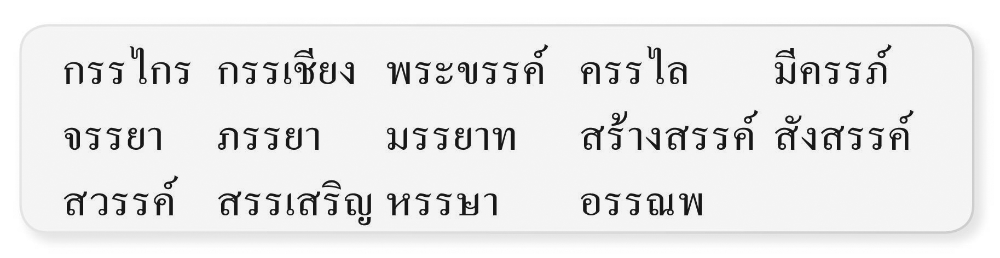 กรรไกร กรรเชียง พระขรรค์ ครรไล มีครรภ์
จรรยา ภรรยา มรรยาท สร้างสรรค์ สังสรรค์
สวรรค์ สรรเสริญ หรรษา อรรณพ